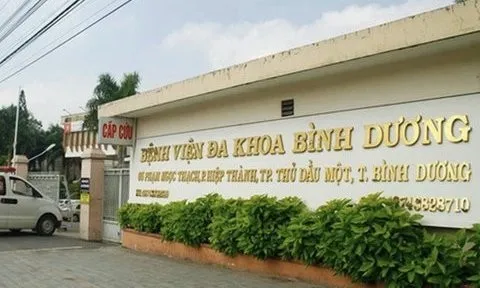 CẤP CỨU
BỆNH VIỆN ĐA KHOA BÌNH DƯƠNG
PHẠM NGỌC THẠCH, P. HIỆP THÀNH, TP. THỦ DẦU MỘT, T. BÌNH DƯƠNG